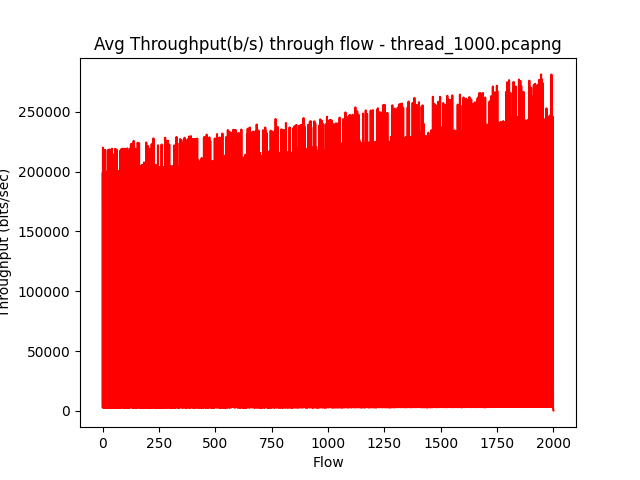 Avg Throughput(b/s) through flow - thread_1000.pcapng
Throughput (bits/sec)
250000
200000
150000
100000
50000
0
0 250 500 750 1000 1250 1500 1750 2000
Flow